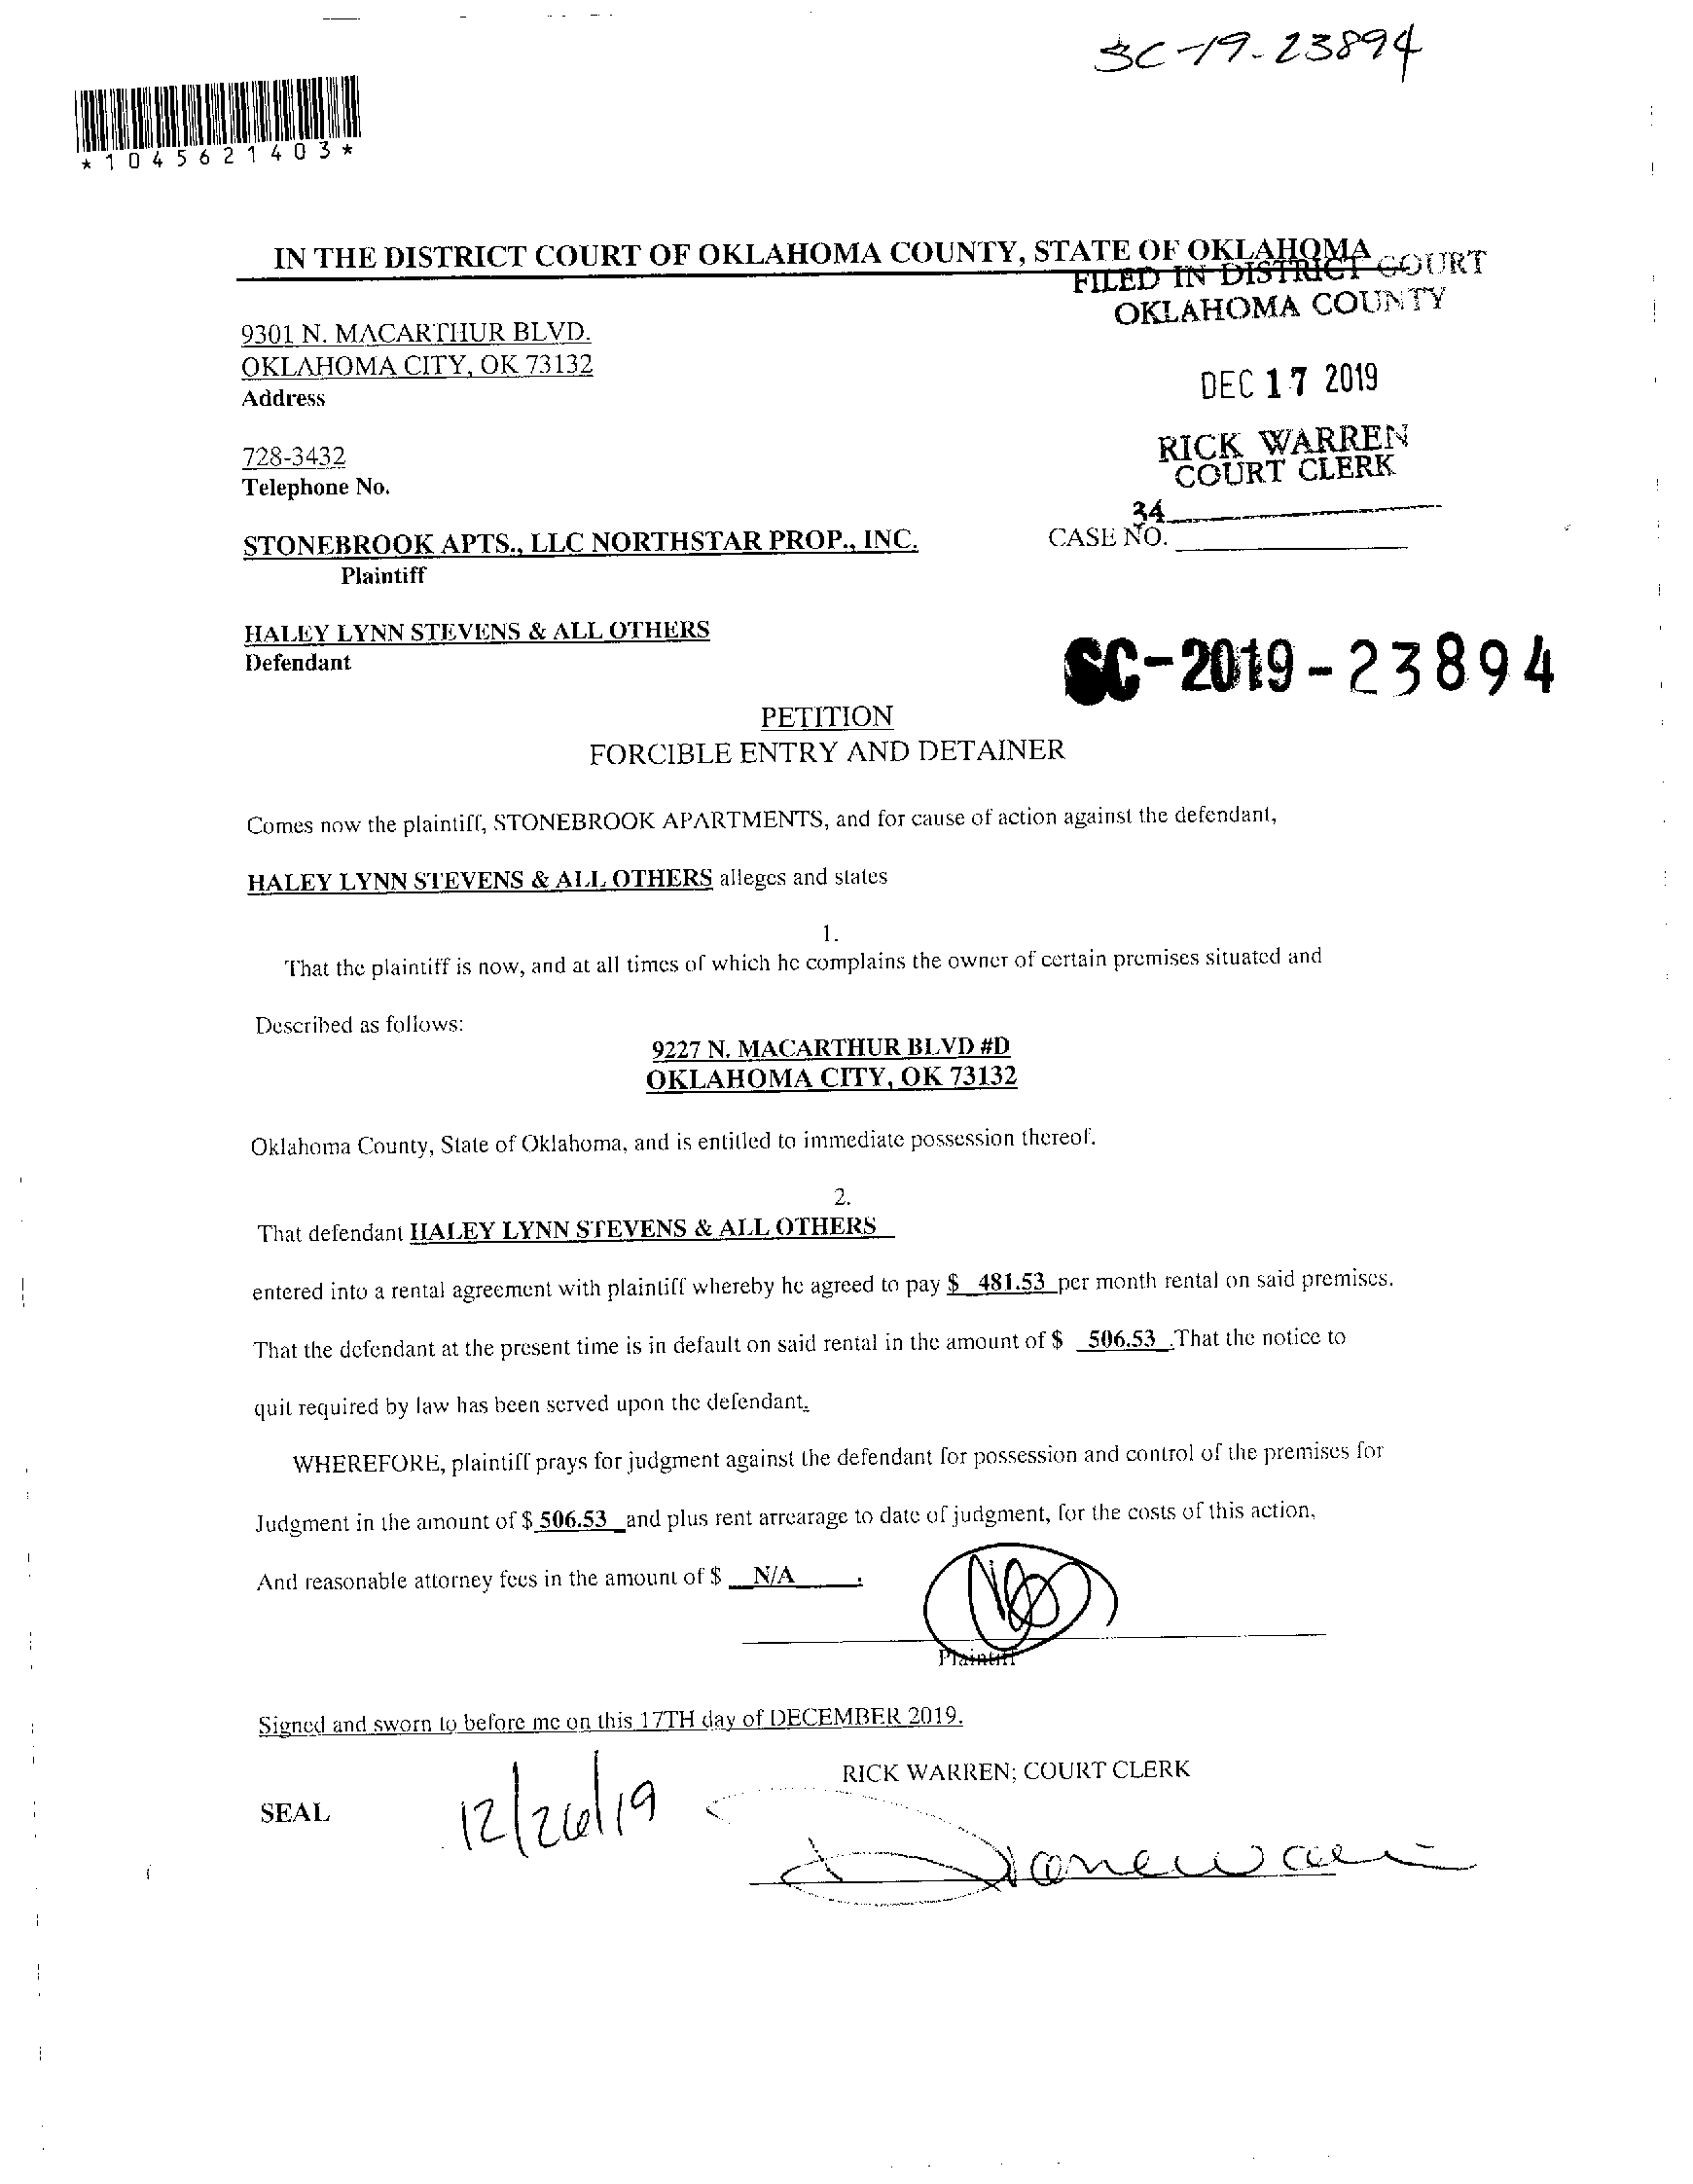 SC-19-23894
*1045621403*
IN THE DISTRICT COURT OF OKLAHOMA COUNTY, STATE OF OKLAHOMA
FILED IN DISTRICT COURT
OKLAHOMA COUNTY
9301 N. MACARTHUR BLVD.
OKLAHOMA CITY, OK 73132
Address
DEC 17 2019
RICK WARREN
COURT CLERK
728-3432
Telephone No.
34
STONEBROOK APTS., LLC NORTHSTAR PROP., INC.
CASE NO.
Plaintiff
HALEY LYNN STEVENS & ALL OTHERS
Defendant
SC-2019-23894
PETITION
FORCIBLE ENTRY AND DETAINER
Comes now the plaintiff, STONEBROOK APARTMENTS, and for cause of action against the defendant,
HALEY LYNN STEVENS & ALL OTHERS alleges and states
1.
That the plaintiff is now, and at all times of which he complains the owner of certain premises situated and
Described as follows:
9227 N. MACARTHUR BLVD #D
OKLAHOMA CITY, OK 73132
Oklahoma County, State of Oklahoma, and is entitled to immediate possession thereof.
2.
That defendant HALEY LYNN STEVENS & ALL OTHERS
entered into a rental agreement with plaintiff whereby he agreed to pay $ 481.53 per month rental on said premises.
That the defendant at the present time is in default on said rental in the amount of $ 506.53 .That the notice to
quit required by law has been served upon the defendant.
WHEREFORE, plaintiff prays for judgment against the defendant for possession and control of the premises for
Judgment in the amount of $ 506.53 and plus rent arrearage to date of judgment, for the costs of this action,
And reasonable attorney fees in the amount of $ N/A .
Plaintiff
Signed and sworn to before me on this 17TH day of DECEMBER 2019.
RICK WARREN; COURT CLERK
SEAL
12/26/19